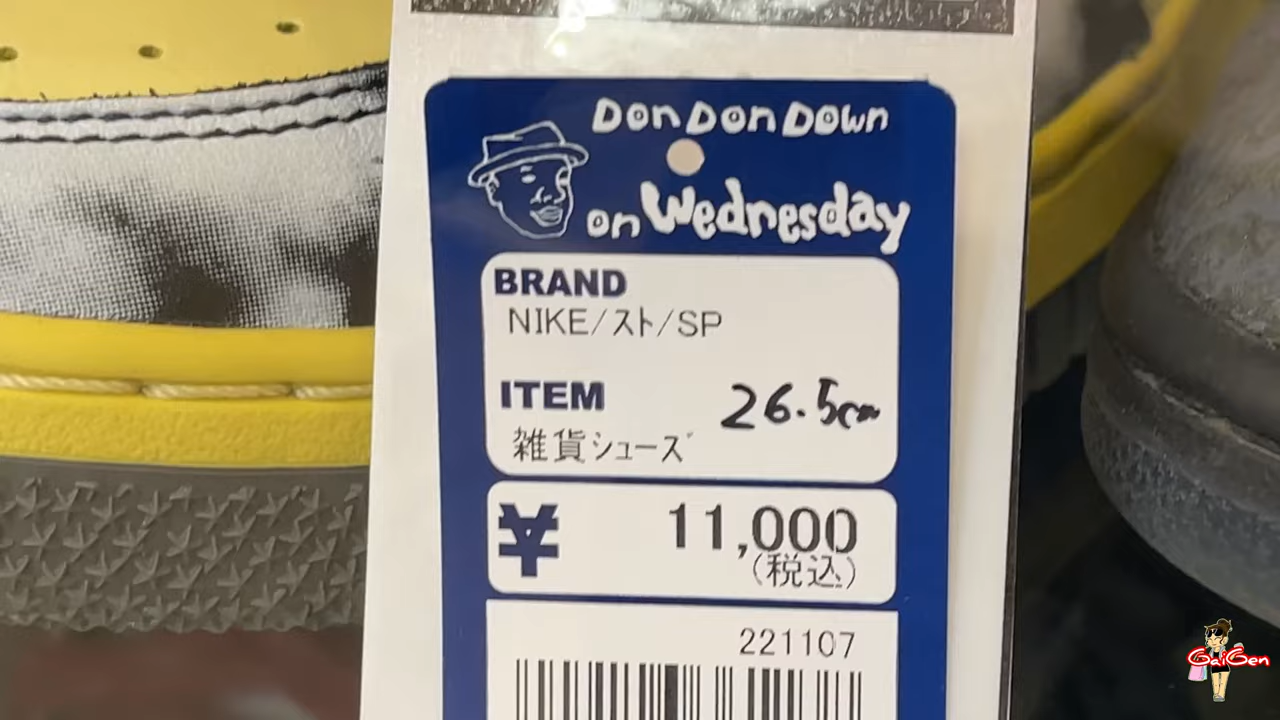 Don Don Down
on Wednesday
BRAND
NIKE/スト/SP
ITEM
26.5cm
雑貨シューズ
¥ 11,000
(税込)
221107
GaiGen